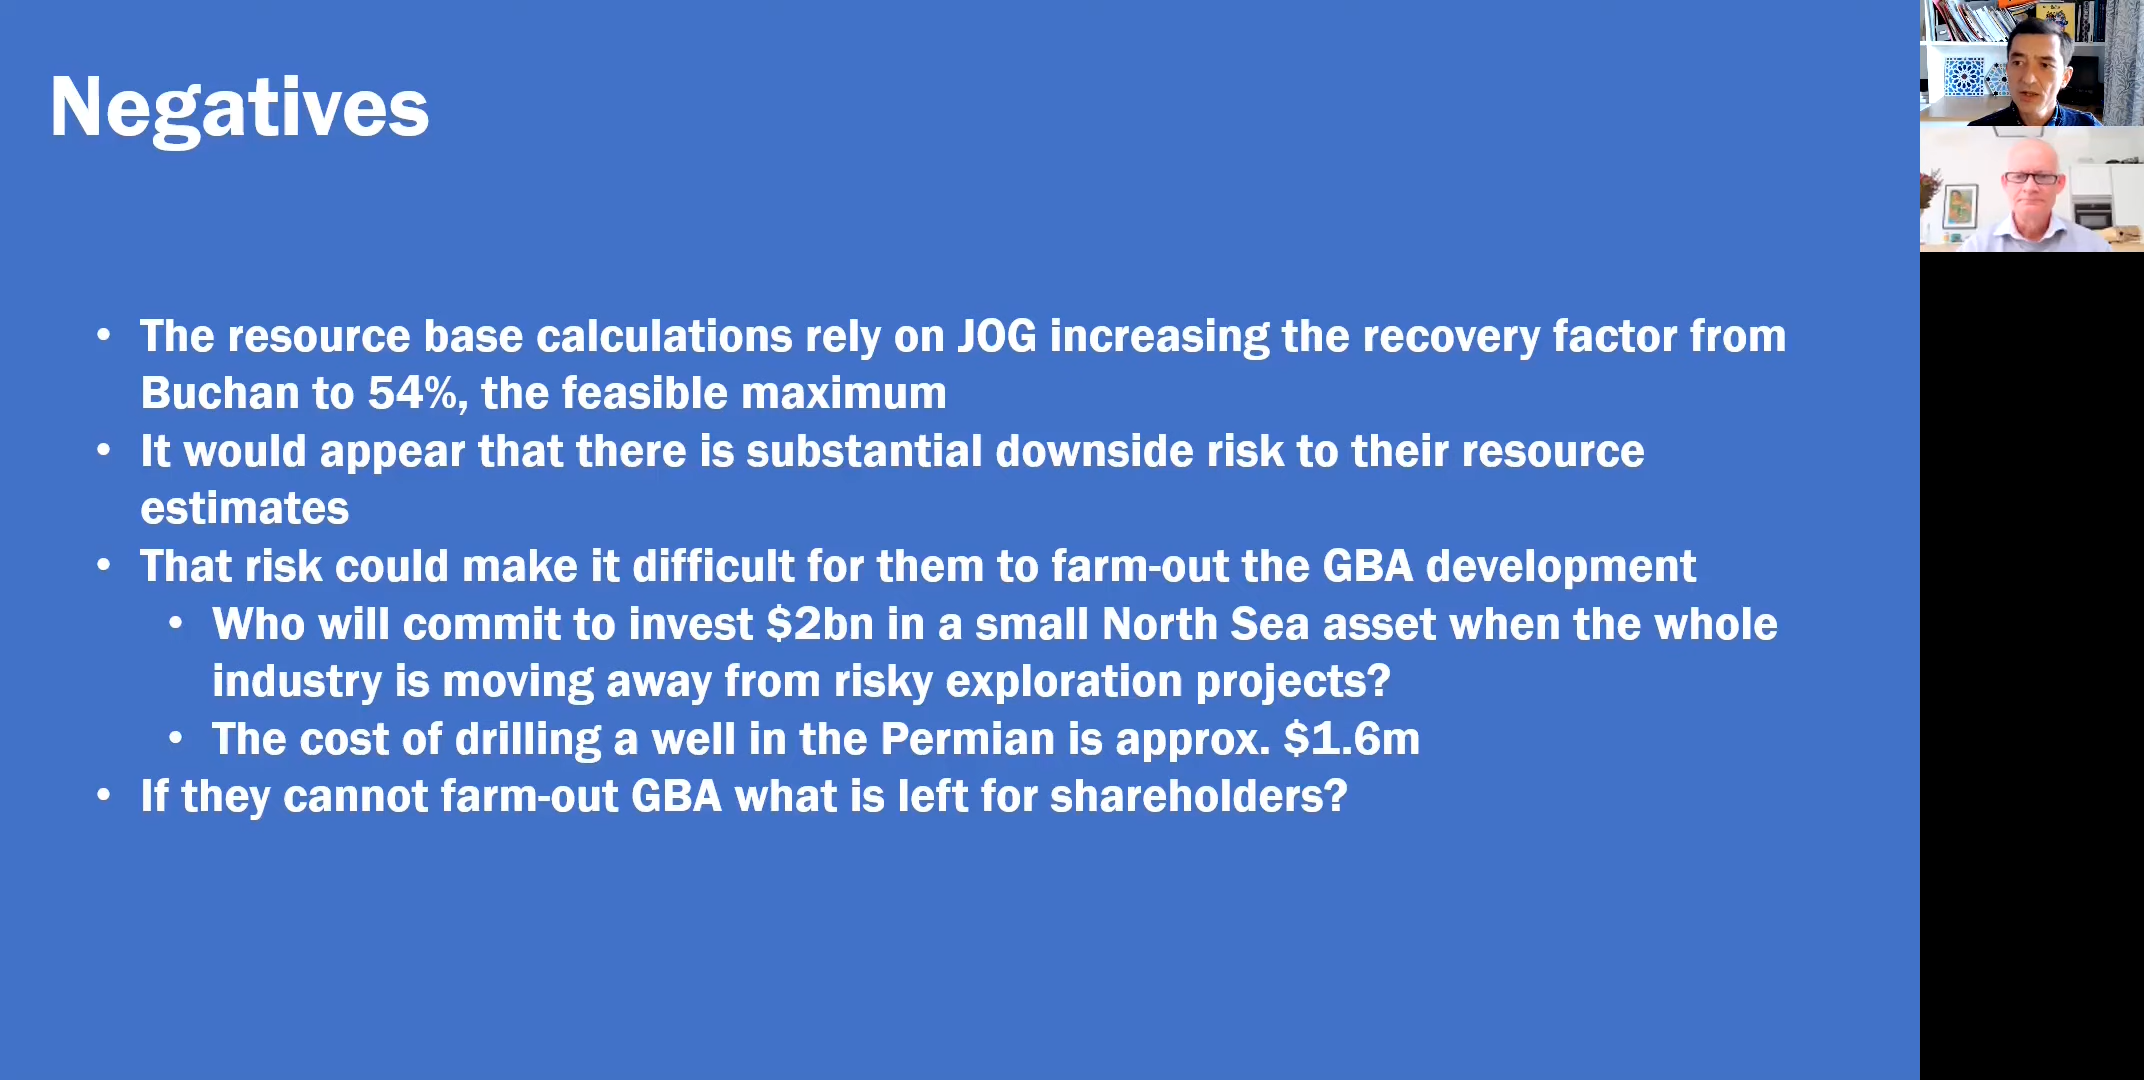 Negatives
• The resource base calculations rely on JOG increasing the recovery factor from
Buchan to 54%, the feasible maximum
• It would appear that there is substantial downside risk to their resource
estimates
• That risk could make it difficult for them to farm-out the GBA development
• Who will commit to invest $2bn in a small North Sea asset when the whole
industry is moving away from risky exploration projects?
• The cost of drilling a well in the Permian is approx. $1.6m
• If they cannot farm-out GBA what is left for shareholders?